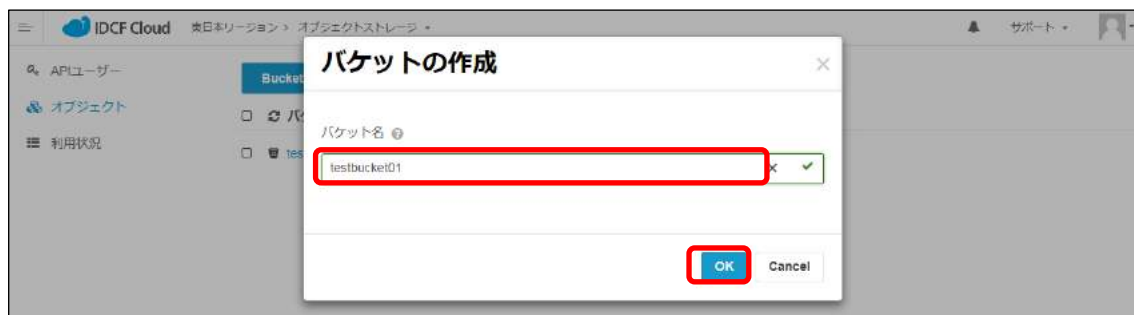 IDCF Cloud 東日本リージョン › オブジェクトストレージ
サポート
APIユーザー
オブジェクト
利用状況
Bucket
バケットの作成
バケット名
testbucket01
OK Cancel